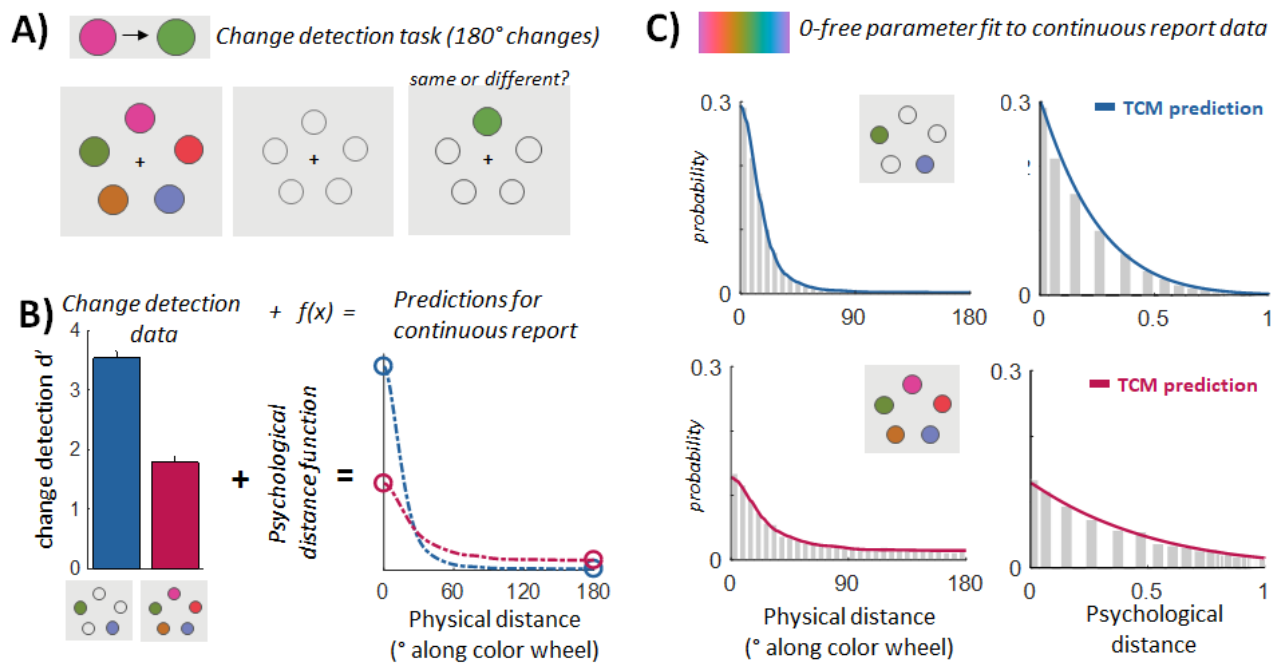 A)
Change detection task (180° changes)
same or different?
+
+
+
B)
Change detection
data
+ f(x) =
Predictions for
continuous report
change detection d′
4
3
2
1
0
+
Psychological
distance function
=
0
60
120
180
Physical distance
(° along color wheel)
C)
0-free parameter fit to continuous report data
probability
0.3
0
0
90
180
0.3
0
0
0.5
1
TCM prediction
probability
0.3
0
0
90
180
Physical distance
(° along color wheel)
0.3
0
0
0.5
1
TCM prediction
Psychological
distance